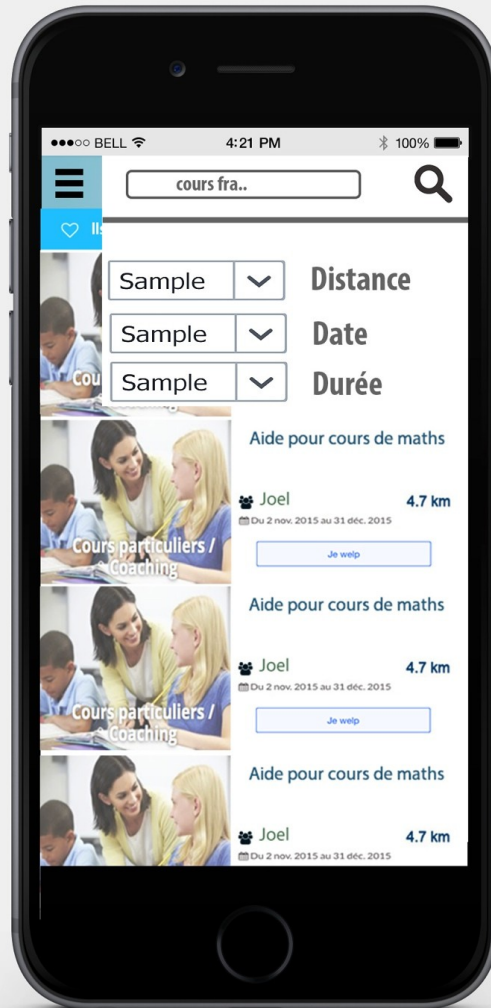 BELL 4:21 PM 100%
cours fra..
Ils
Sample Distance
Sample Date
Sample Durée
Cou
Aide pour cours de maths
Joel 4.7 km
Du 2 nov. 2015 au 31 déc. 2015
Je welp
Cours particuliers /
Coaching
Aide pour cours de maths
Joel 4.7 km
Du 2 nov. 2015 au 31 déc. 2015
Je welp
Cours particuliers /
Coaching
Aide pour cours de maths
Joel 4.7 km
Du 2 nov. 2015 au 31 déc. 2015